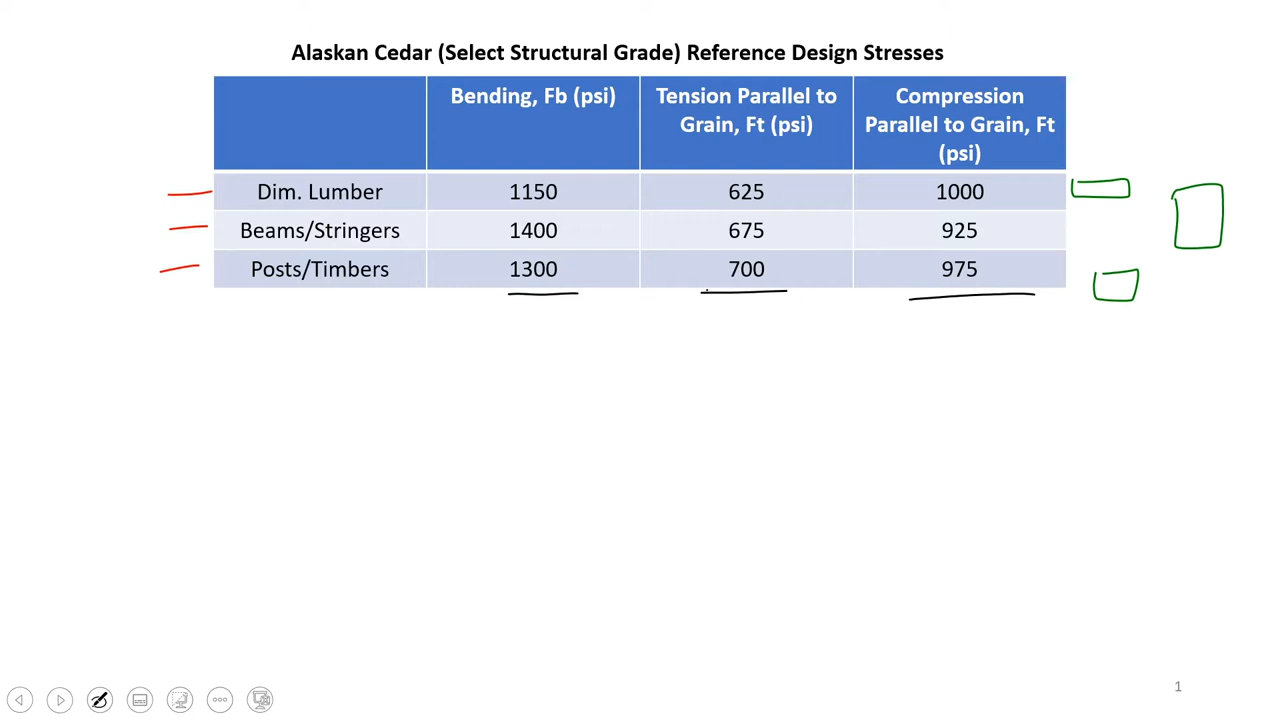 Alaskan Cedar (Select Structural Grade) Reference Design Stresses
Bending, Fb (psi)
Tension Parallel to
Grain, Ft (psi)
Compression
Parallel to Grain, Ft
(psi)
Dim. Lumber 1150 625 1000
Beams/Stringers 1400 675 925
Posts/Timbers 1300 700 975
1